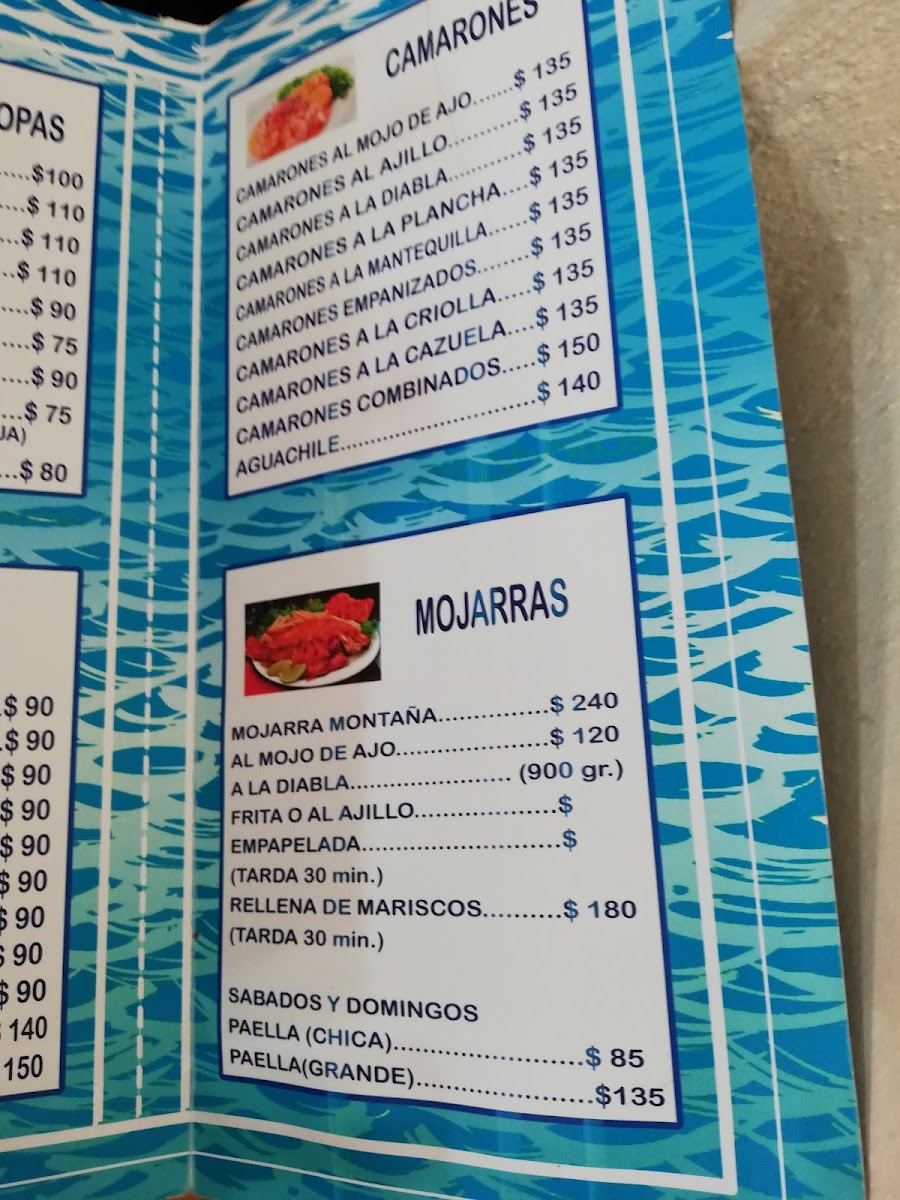 OPAS
.....$100
....$ 110
...$ 110
..$ 110
.....$ 90
.....$ 75
.....$ 90
....$ 75
JA)
...$ 80
.$ 90
.$ 90
$ 90
$ 90
$ 90
$ 90
$ 90
$ 90
$ 90
140
150
CAMARONES
CAMARONES AL MOJO DE AJO......$ 135
CAMARONES AL AJILLO..........$ 135
CAMARONES A LA DIABLA..........$ 135
CAMARONES A LA PLANCHA....$ 135
CAMARONES A LA MANTEQUILLA......$ 135
CAMARONES EMPANIZADOS........$ 135
CAMARONES A LA CRIOLLA.....$ 135
CAMARONES A LA CAZUELA....$ 135
CAMARONES COMBINADOS.....$ 150
AGUACHILE.............................$ 140
MOJARRAS
MOJARRA MONTAÑA...............$ 240
AL MOJO DE AJO.....................$ 120
A LA DIABLA...................... (900 gr.)
FRITA O AL AJILLO...................$
EMPAPELADA............................$
(TARDA 30 min.)
RELLENA DE MARISCOS..........$ 180
(TARDA 30 min.)
SABADOS Y DOMINGOS
PAELLA (CHICA).........................$ 85
PAELLA(GRANDE).......................$135